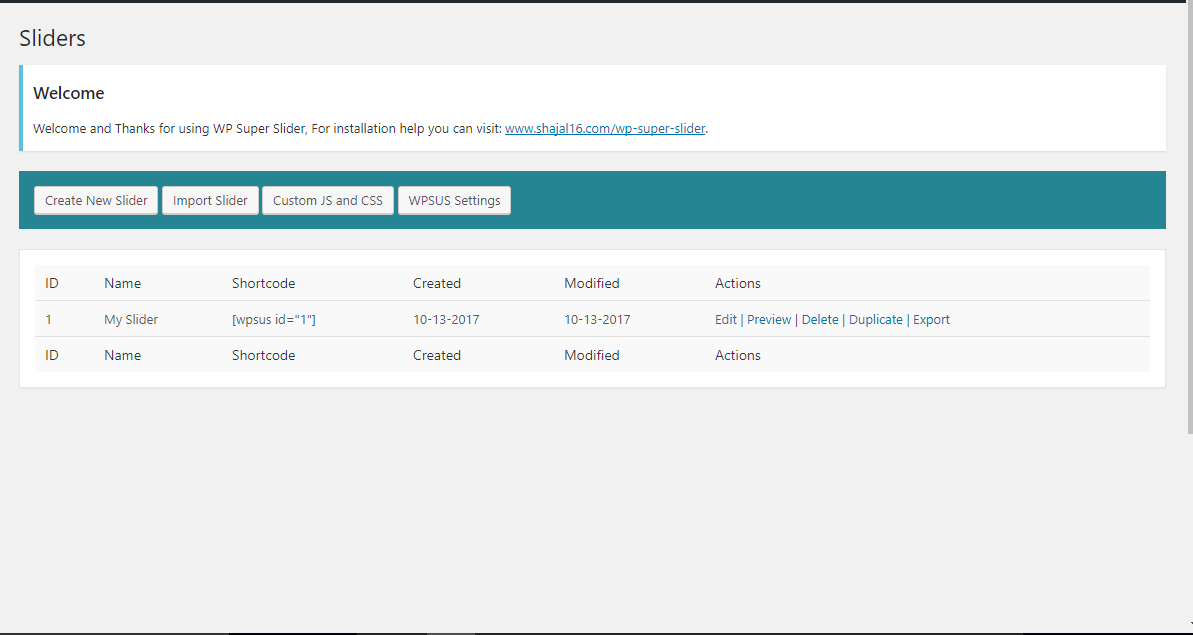 Sliders
Welcome
Welcome and Thanks for using WP Super Slider, For installation help you can visit: www.shajal16.com/wp-super-slider.
Create New Slider Import Slider Custom JS and CSS WPSUS Settings
ID Name Shortcode Created Modified Actions
1 My Slider [wpsus id="1"] 10-13-2017 10-13-2017 Edit | Preview | Delete | Duplicate | Export
ID Name Shortcode Created Modified Actions